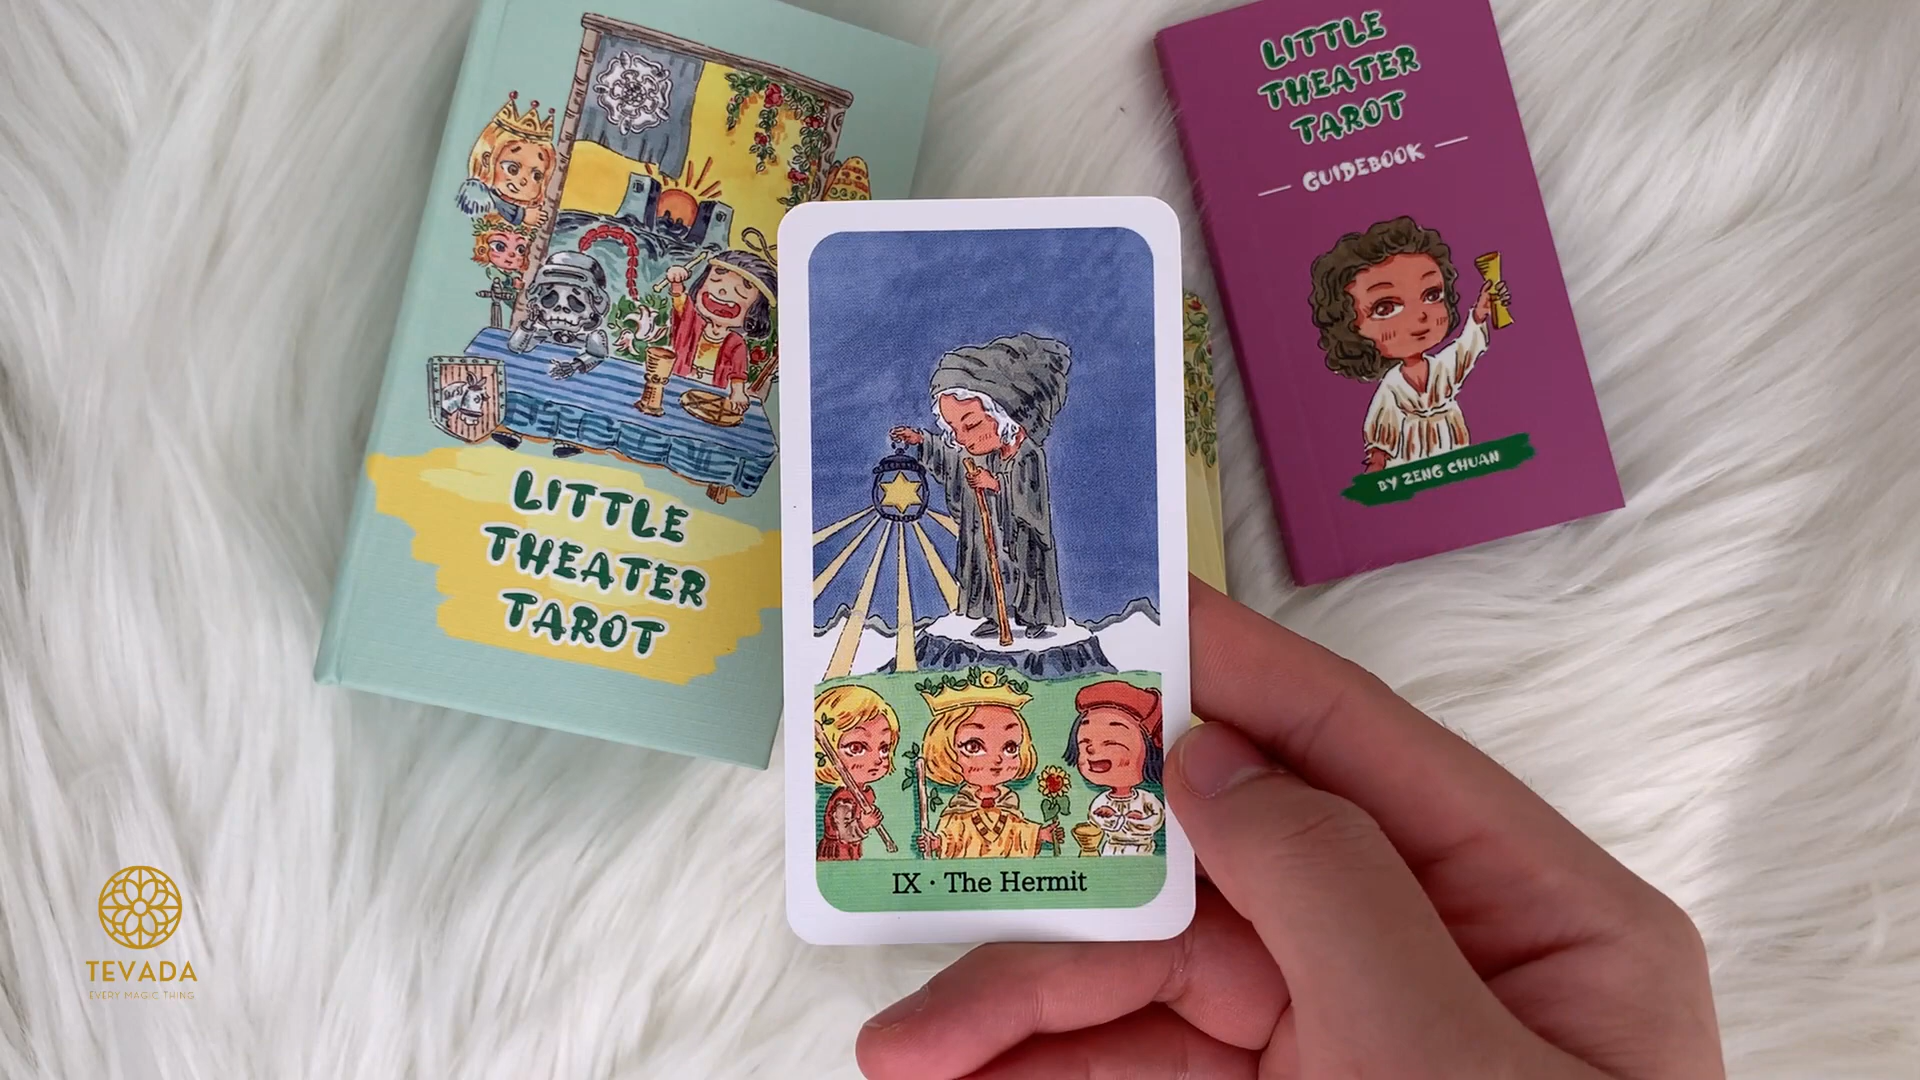 LITTLE
THEATER
TAROT
LITTLE
THEATER
TAROT
GUIDEBOOK
BY ZENG CHUAN
IX · The Hermit
TEVADA
EVERY MAGIC THING